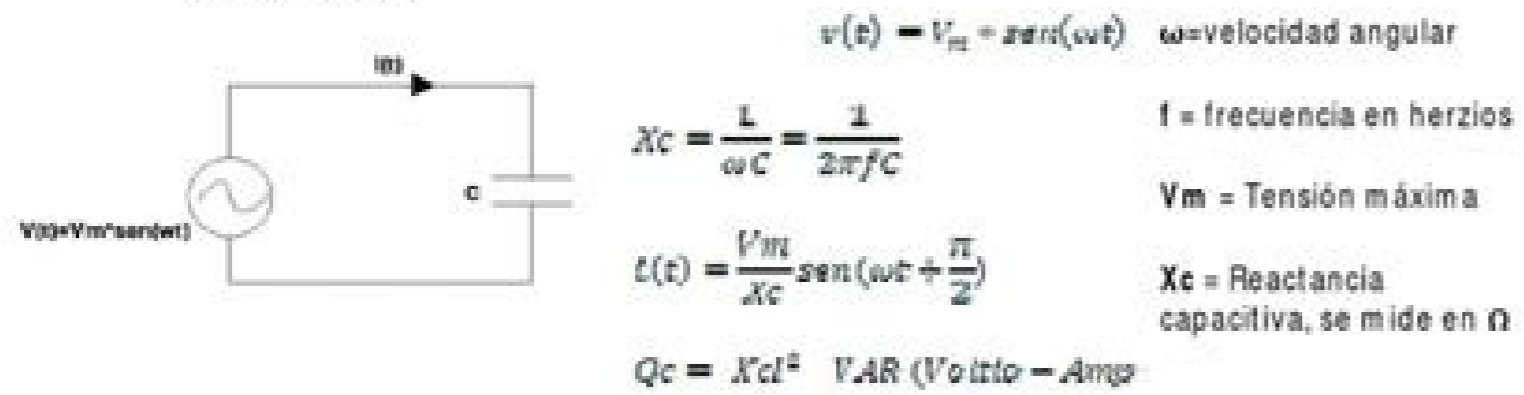 v(t) = Vm * sen(ωt)
ω=velocidad angular
i(t)
f = frecuencia en herzios
Xc = 1/ωC = 1/2πfC
Vm = Tensión máxima
C
V(t)=Vm*sen(wt)
i(t) = Vm/Xc sen(ωt + π/2)
Xc = Reactancia
capacitiva, se mide en Ω
Qc = XcI² VAR (Voltio - Amp